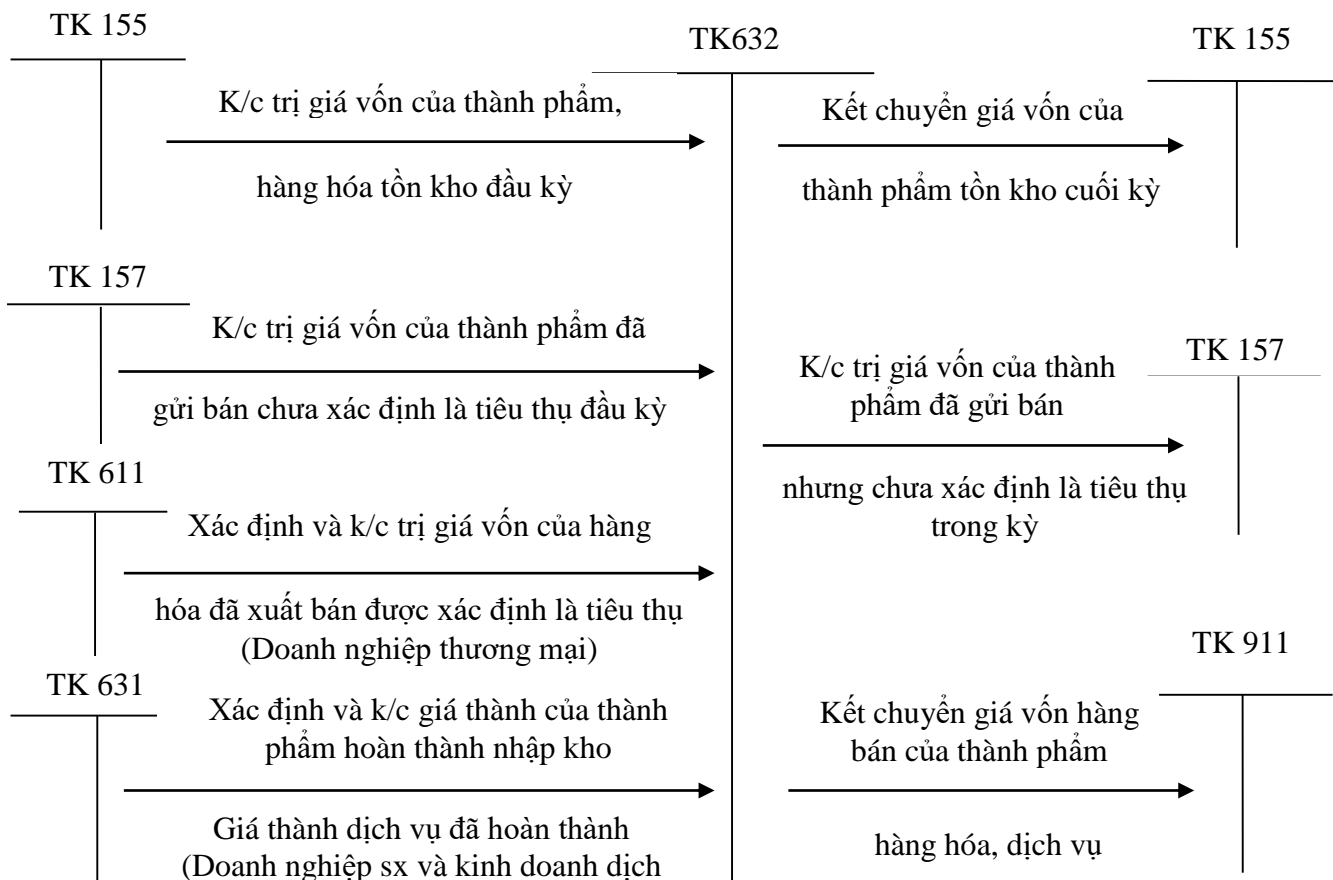 TK 155
TK632
TK 155
K/c trị giá vốn của thành phẩm,
hàng hóa tồn kho đầu kỳ
Kết chuyển giá vốn của
thành phẩm tồn kho cuối kỳ
TK 157
K/c trị giá vốn của thành phẩm đã
gửi bán chưa xác định là tiêu thụ đầu kỳ
TK 157
K/c trị giá vốn của thành
phẩm đã gửi bán
nhưng chưa xác định là tiêu thụ
trong kỳ
TK 611
Xác định và k/c trị giá vốn của hàng
hóa đã xuất bán được xác định là tiêu thụ
(Doanh nghiệp thương mại)
TK 911
TK 631
Xác định và k/c giá thành của thành
phẩm hoàn thành nhập kho
Giá thành dịch vụ đã hoàn thành
(Doanh nghiệp sx và kinh doanh dịch
Kết chuyển giá vốn hàng
bán của thành phẩm
hàng hóa, dịch vụ